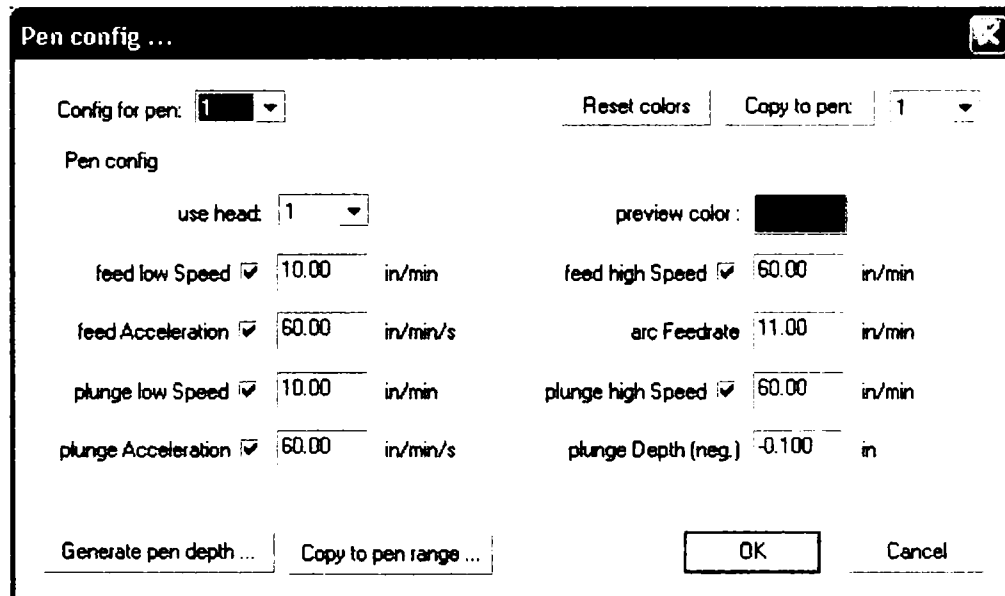 Pen config ...
Config for pen: 1 Reset colors Copy to pen: 1
Pen config
use head: 1 preview color :
feed low Speed 10.00 in/min feed high Speed 60.00 in/min
feed Acceleration 60.00 in/min/s arc Feedrate 11.00 in/min
plunge low Speed 10.00 in/min plunge high Speed 60.00 in/min
plunge Acceleration 60.00 in/min/s plunge Depth (neg.) -0.100 in
Generate pen depth ... Copy to pen range ... OK Cancel